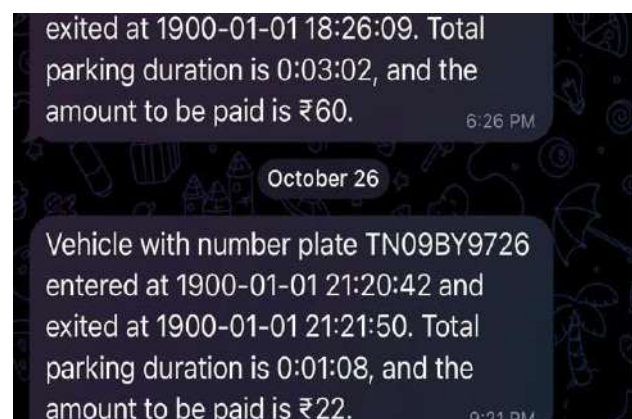 exited at 1900-01-01 18:26:09. Total
parking duration is 0:03:02, and the
amount to be paid is ₹60.
6:26 PM
October 26
Vehicle with number plate TN09BY9726
entered at 1900-01-01 21:20:42 and
exited at 1900-01-01 21:21:50. Total
parking duration is 0:01:08, and the
amount to be paid is ₹22.
9:21 PM